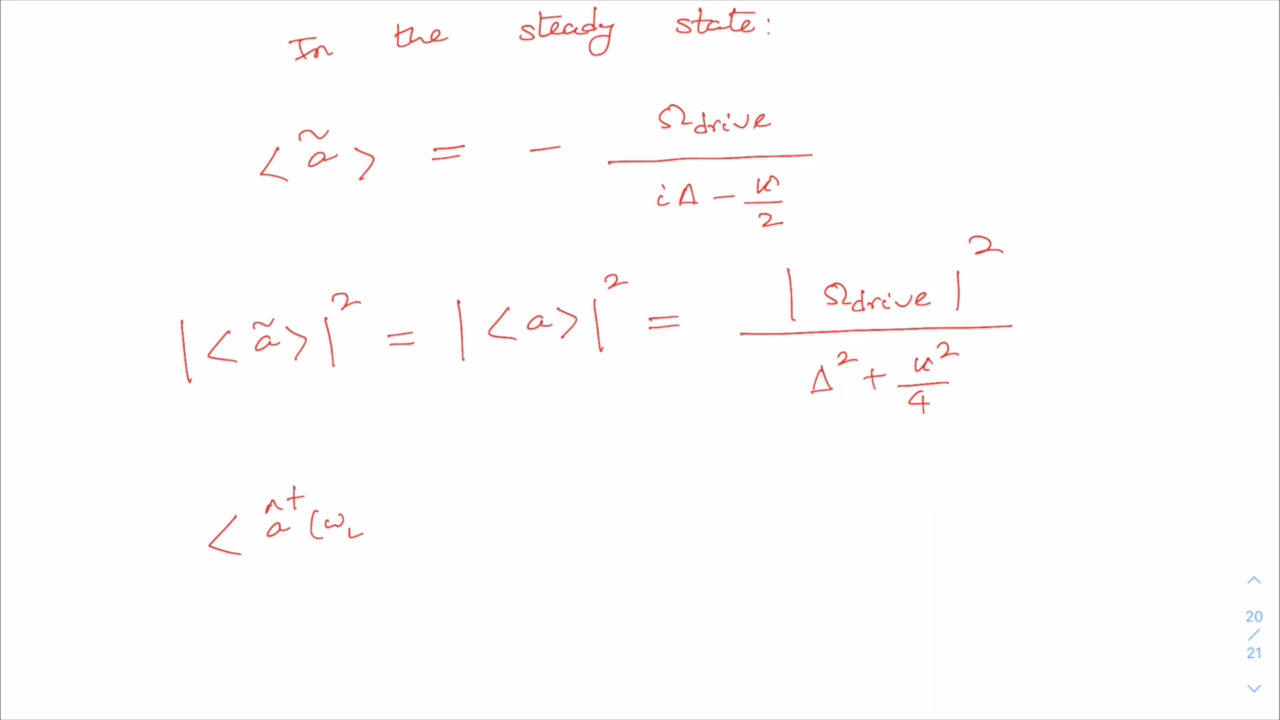 In the steady state:
⟨ã⟩ = − Ω_drive / (iΔ − κ/2)
|⟨ã⟩|² = |⟨a⟩|² = |Ω_drive|² / (Δ² + κ²/4)
⟨â†(ω_L
20
/
21